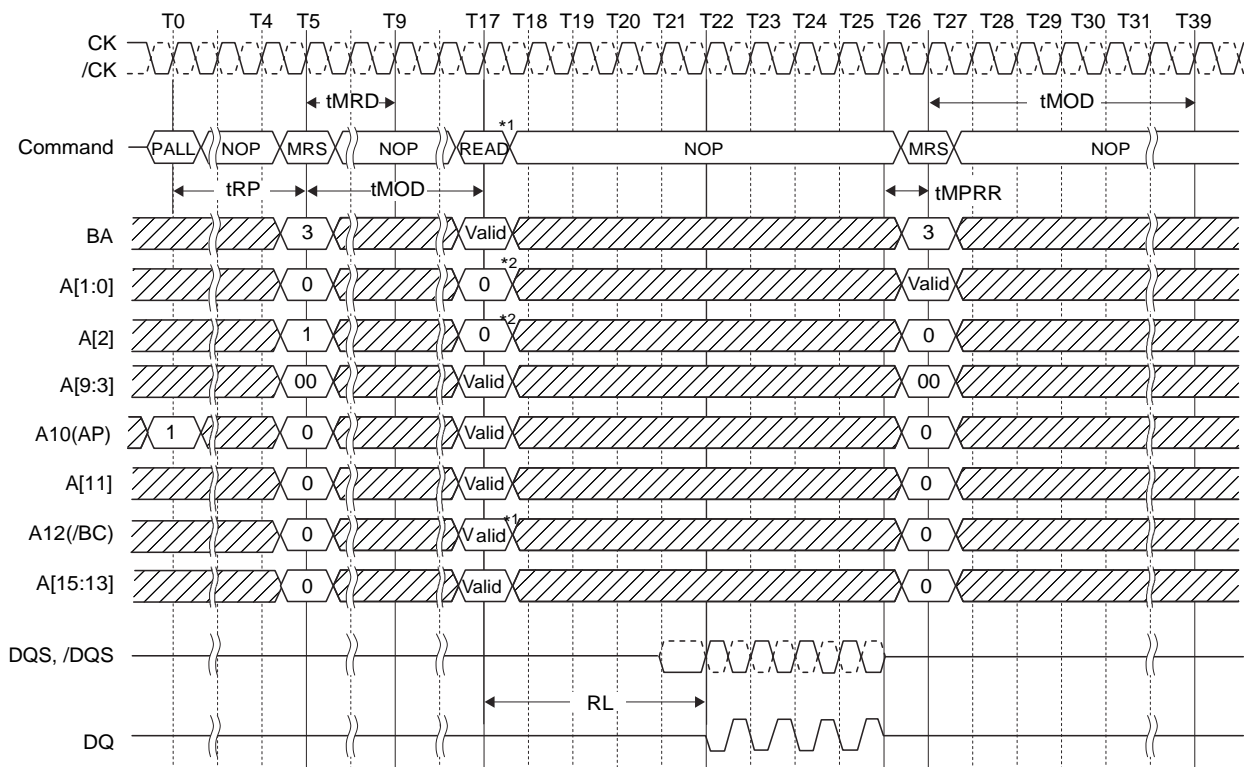 T0 T4 T5 T9 T17 T18 T19 T20 T21 T22 T23 T24 T25 T26 T27 T28 T29 T30 T31 T39
CK
/CK
tMRD tMOD
Command PALL NOP MRS NOP READ *1 NOP MRS NOP
tRP tMOD tMPRR
BA 3 Valid 3
A[1:0] 0 0 *2 Valid
A[2] 1 0 *2 0
A[9:3] 00 Valid 00
A10(AP) 1 0 Valid 0
A[11] 0 Valid 0
A12(/BC) 0 Valid *1 0
A[15:13] 0 Valid 0
DQS, /DQS
RL
DQ